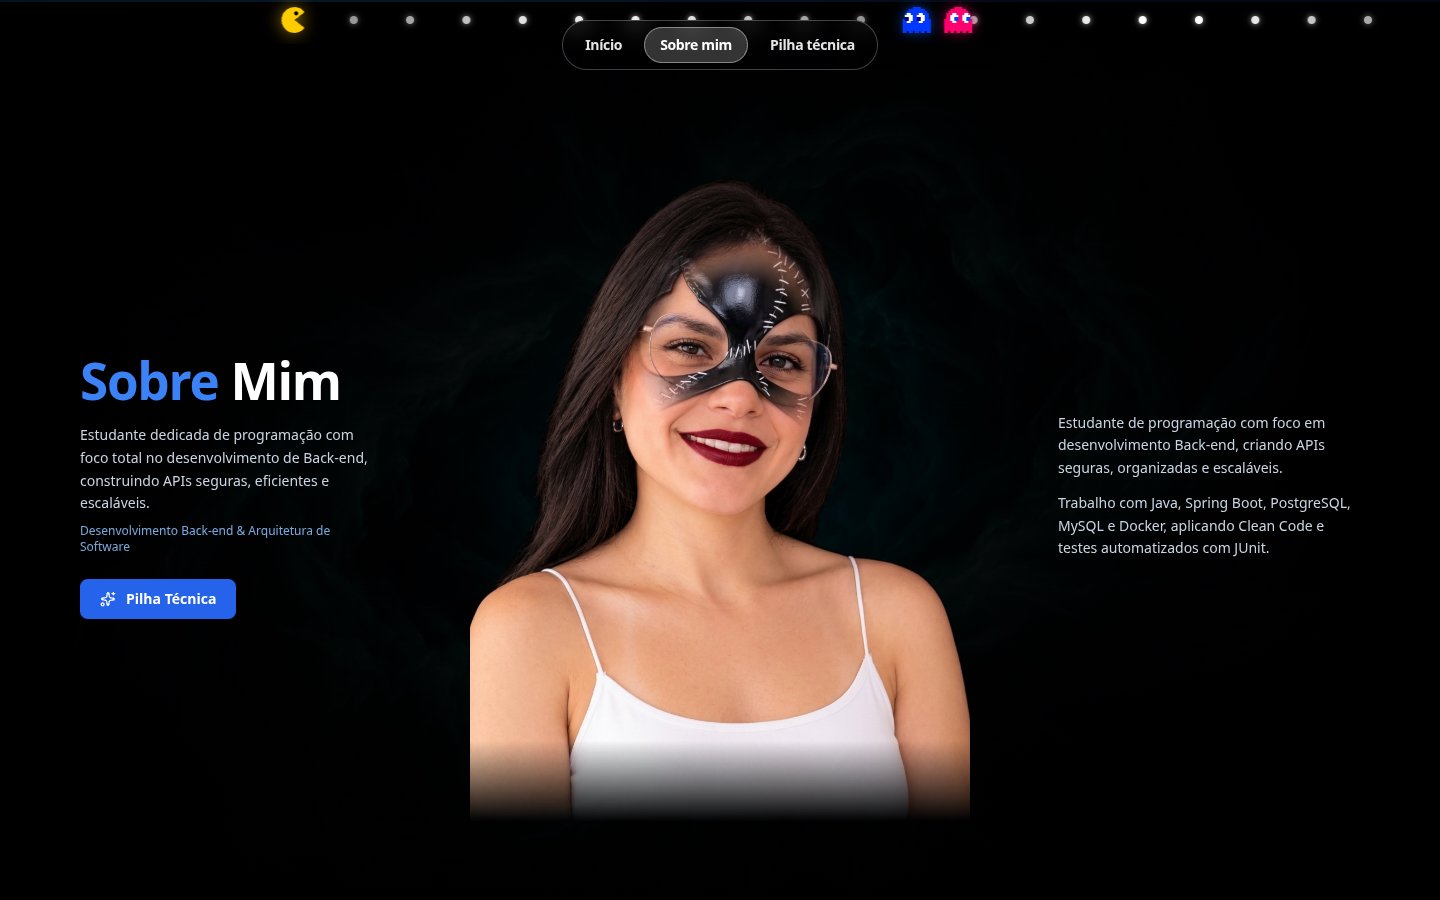 Início
Sobre mim
Pilha técnica
Sobre Mim
Estudante dedicada de programação com
foco total no desenvolvimento de Back-end,
construindo APIs seguras, eficientes e
escaláveis.
Desenvolvimento Back-end & Arquitetura de
Software
Pilha Técnica
Estudante de programação com foco em
desenvolvimento Back-end, criando APIs
seguras, organizadas e escaláveis.
Trabalho com Java, Spring Boot, PostgreSQL,
MySQL e Docker, aplicando Clean Code e
testes automatizados com JUnit.